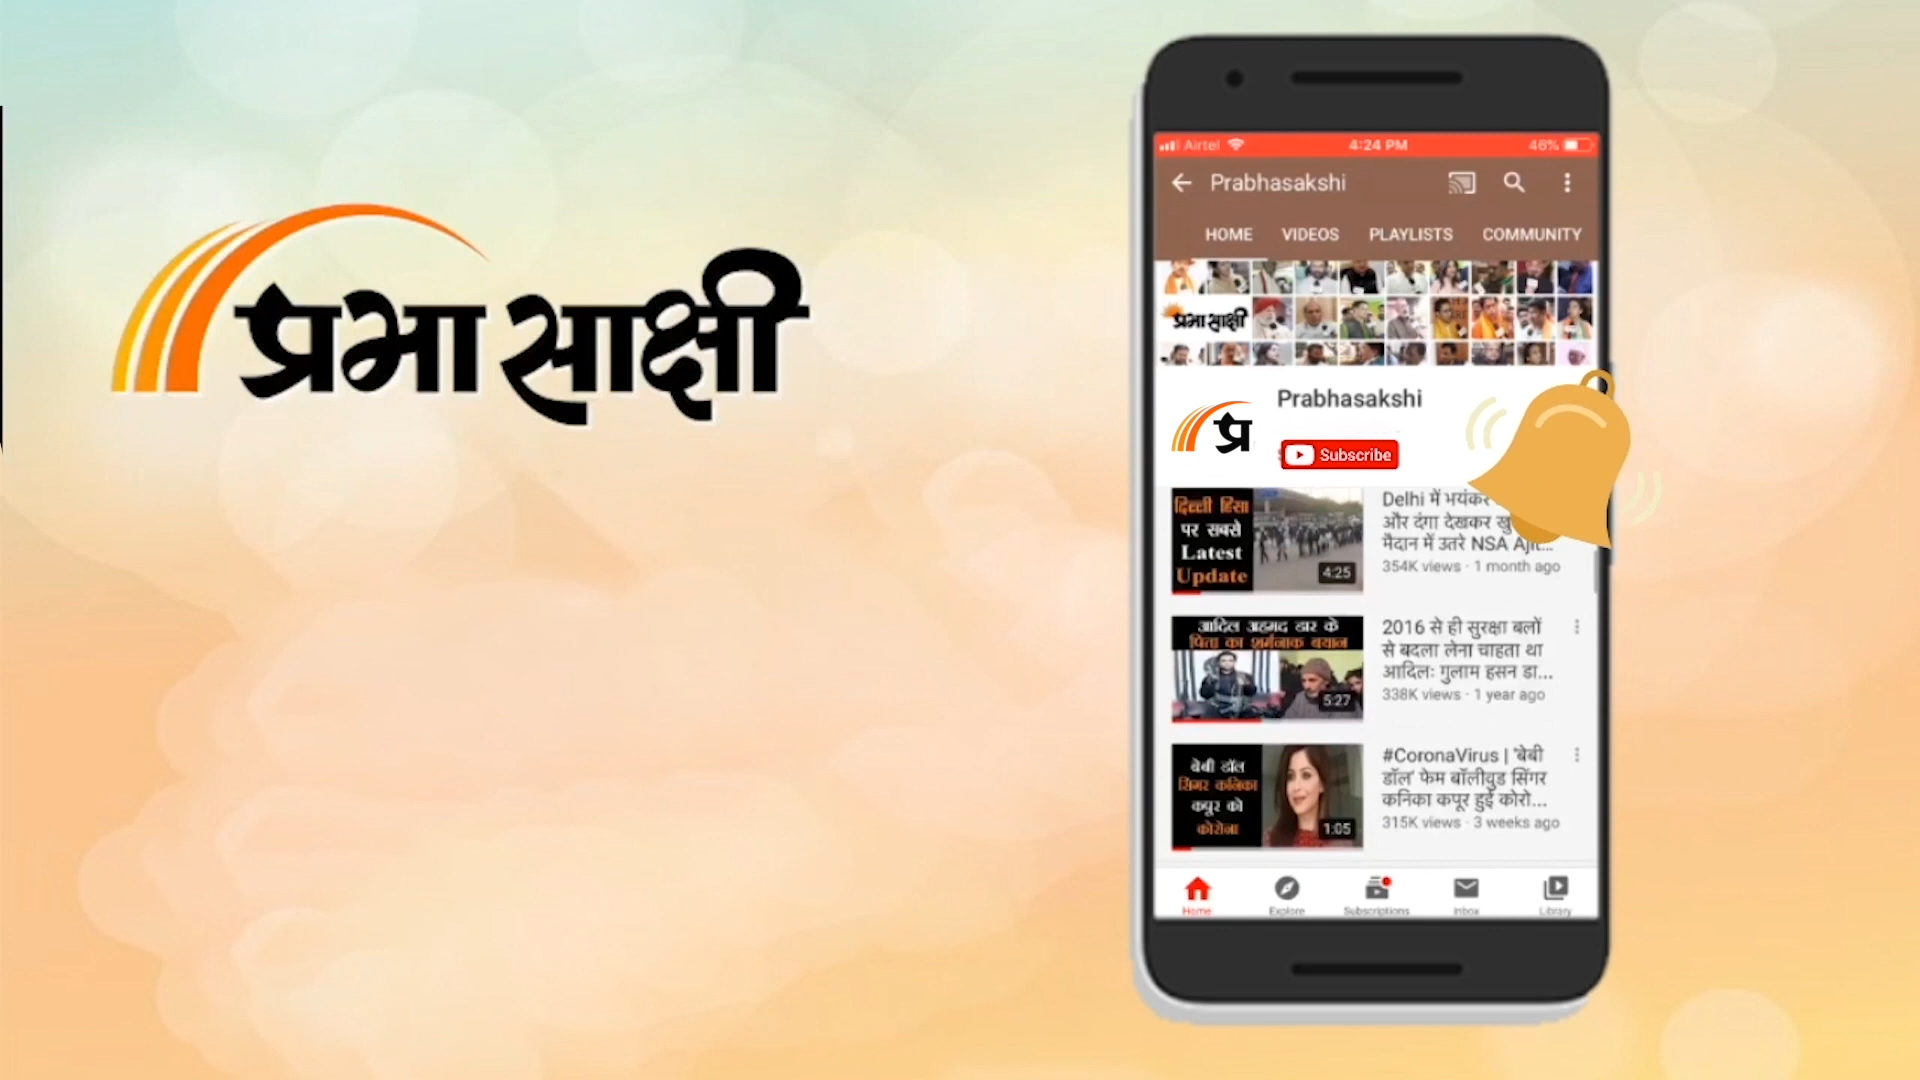 प्रभासाक्षी
Airtel 4:24 PM 46%
Prabhasakshi
HOME VIDEOS PLAYLISTS COMMUNITY
प्रभासाक्षी
Prabhasakshi
प्र
Subscribe
दिल्ली हिंसा
पर सबसे
Latest
Update
4:25
Delhi में भयंकर
और दंगा देखकर
मैदान में उतरे NSA
354K views · 1 month ago
आदिल अहमद डार के
पिता का शर्मनाक बयान
5:27
2016 से ही सुरक्षा बलों
से बदला लेना चाहता था
आदिलः गुलाम हसन डा...
338K views · 1 year ago
बेबी डॉल
सिंगर कनिका
कपूर को
कोरोना
1:05
#CoronaVirus | 'बेबी
डॉल' फेम बॉलीवुड सिंगर
कनिका कपूर हुई कोरो...
315K views · 3 weeks ago
Home Explore Subscriptions Inbox Library